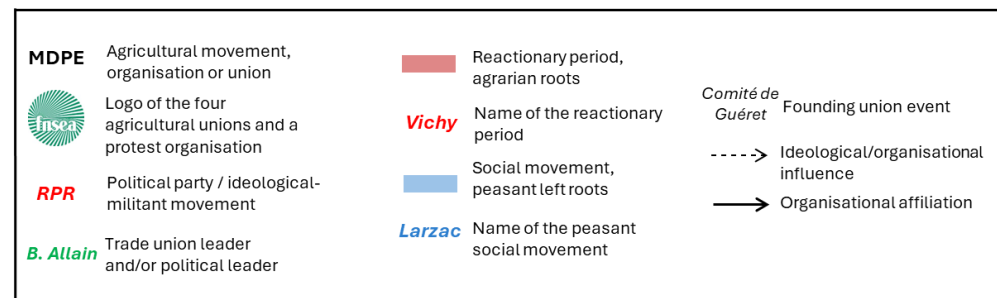 MDPE
Agricultural movement,
organisation or union
fnsea
Logo of the four
agricultural unions and a
protest organisation
RPR
Political party / ideological-
militant movement
B. Allain
Trade union leader
and/or political leader
Reactionary period,
agrarian roots
Vichy
Name of the reactionary
period
Social movement,
peasant left roots
Larzac
Name of the peasant
social movement
Comité de
Guéret
Founding union event
Ideological/organisational
influence
Organisational affiliation